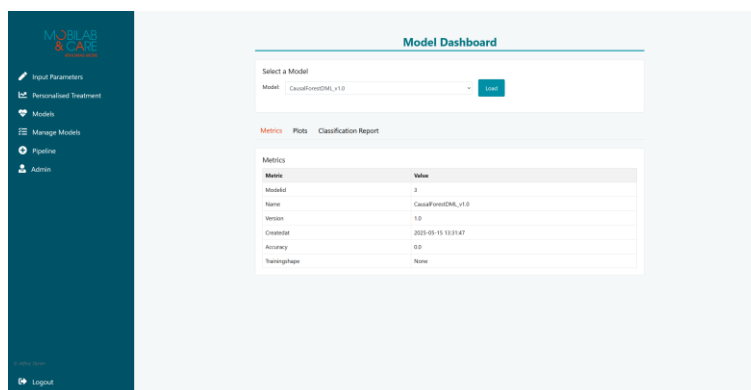 MOBILAB
& CARE
Model Dashboard
Select a Model
Model: CausalForestDML_v1.0
Load
Input Parameters
Personalised Treatment
Models
Manage Models
Pipeline
Admin
Metrics Plots Classification Report
Metrics
Metric Value
Modelid 3
Name CausalForestDML_v1.0
Version 1.0
Createdat 2025-05-15 13:31:47
Accuracy 0.0
Trainingshape None
Logout